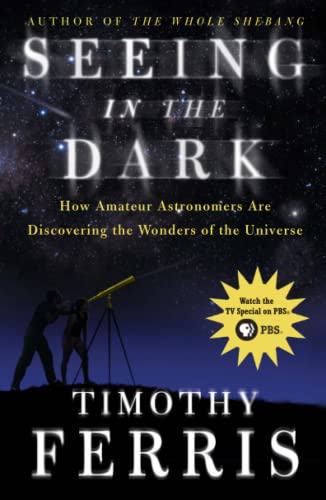 AUTHOR OF THE WHOLE SHEBANG
SEEING
IN THE
DARK
How Amateur Astronomers Are
Discovering the Wonders of the Universe
Watch the
TV Special on PBS®
PBS®
TIMOTHY
FERRIS